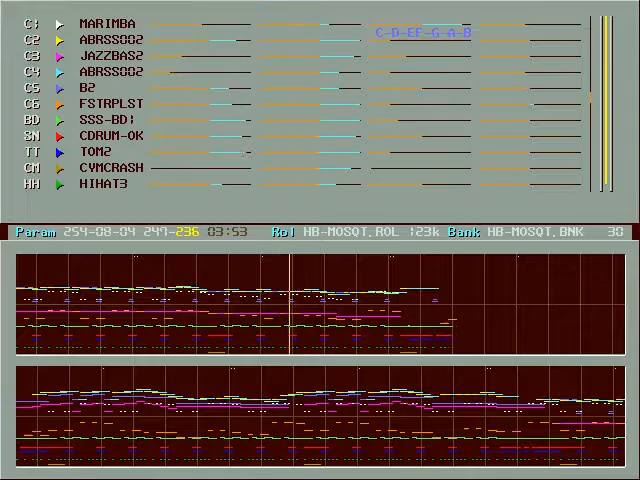 C1 MARIMBA
C-D-EF-G-A-B
C2 ABRSS002
C3 JAZZBAS2
C4 ABRSS002
C5 B2
C6 FSTRPLST
BD SSS-BD1
SN CDRUM-OK
TT TOM2
CM CYMCRASH
HH HIHAT3
Param 254-08-04 247-236 03:53 Rol HB-MOSQT.ROL 123k Bank HB-MOSQT.BNK 30